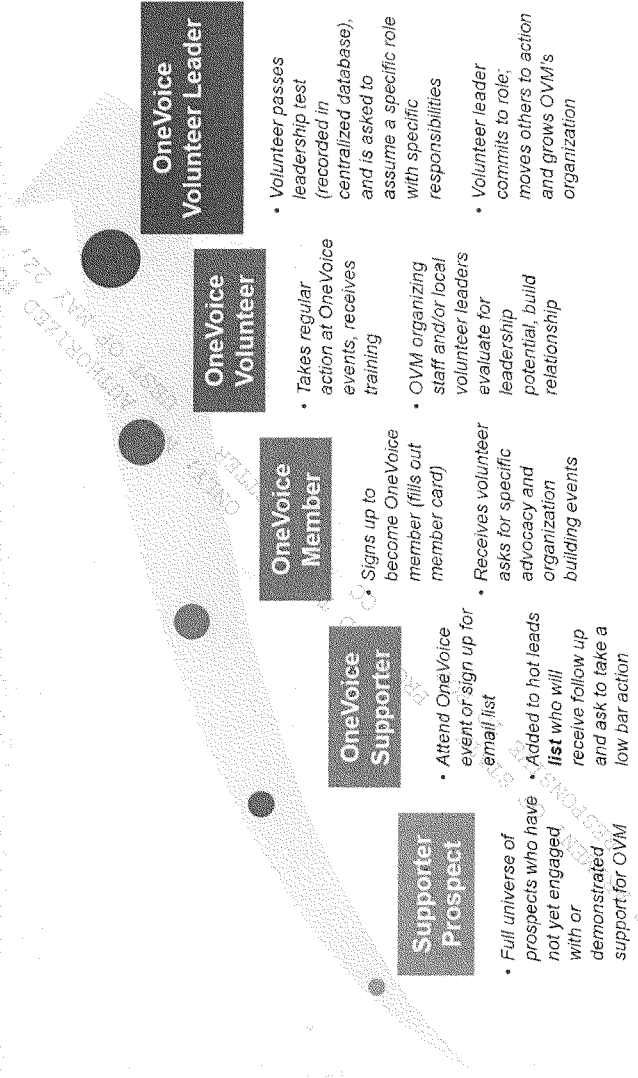 Supporter
Prospect
• Full universe of
prospects who have
not yet engaged
with or
demonstrated
support for OVM
OneVoice
Supporter
• Attend OneVoice
event or sign up for
email list
• Added to hot leads
list who will
receive follow up
and ask to take a
low bar action
OneVoice
Member
• Signs up to
become OneVoice
member (fills out
member card)
• Receives volunteer
asks for specific
advocacy and
organization
building events
OneVoice
Volunteer
• Takes regular
action at OneVoice
events, receives
training
• OVM organizing
staff and/or local
volunteer leaders
evaluate for
leadership
potential, build
relationship
OneVoice
Volunteer Leader
• Volunteer passes
leadership test
(recorded in
centralized database),
and is asked to
assume a specific role
with specific
responsibilities
• Volunteer leader
commits to role;
moves others to action
and grows OVM's
organization